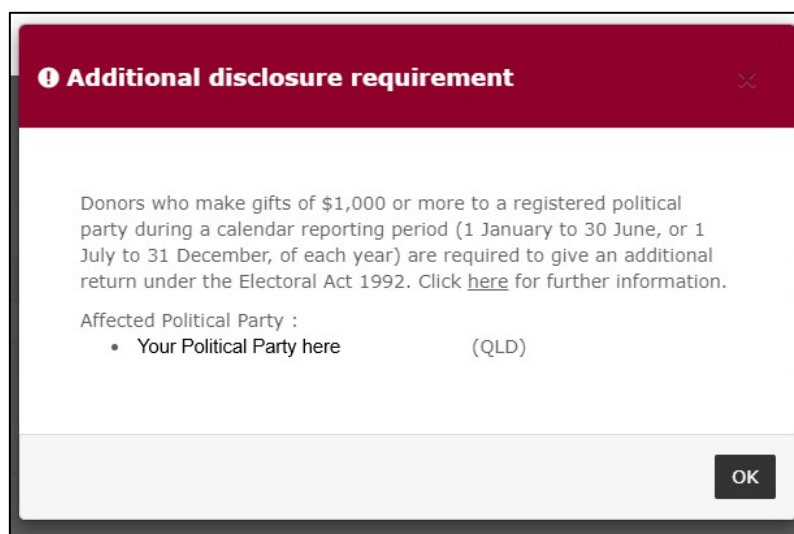 Additional disclosure requirement
×
Donors who make gifts of $1,000 or more to a registered political
party during a calendar reporting period (1 January to 30 June, or 1
July to 31 December, of each year) are required to give an additional
return under the Electoral Act 1992. Click here for further information.
Affected Political Party :
• Your Political Party here (QLD)
OK